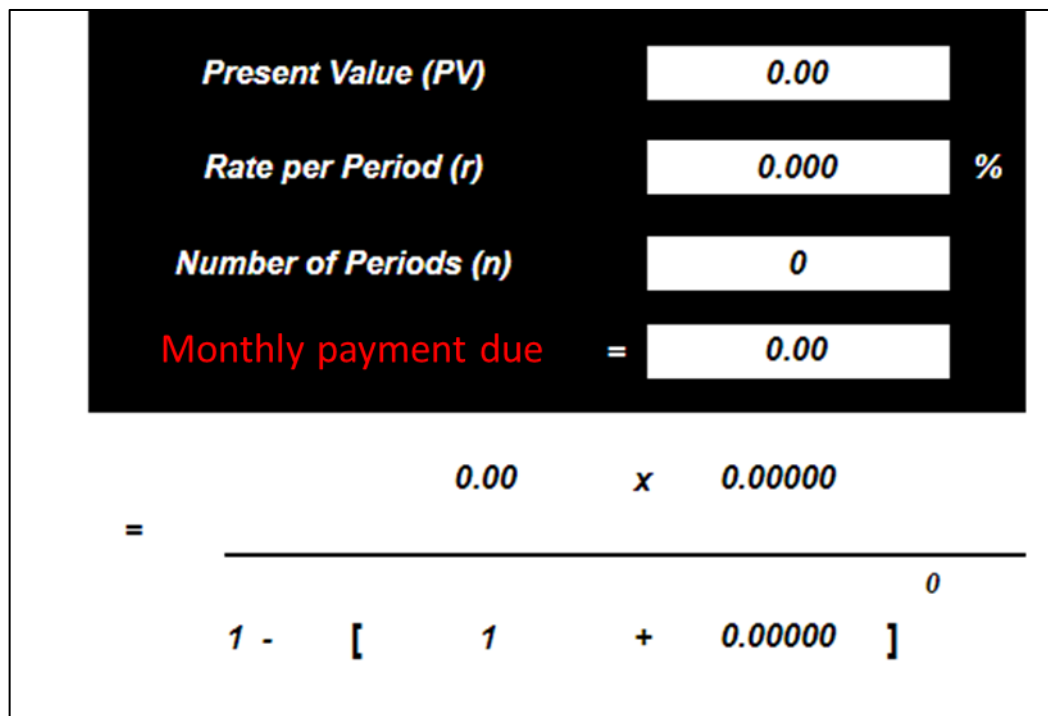 Present Value (PV) 0.00
Rate per Period (r) 0.000 %
Number of Periods (n) 0
Monthly payment due = 0.00
0.00 x 0.00000
=
0
1 - [ 1 + 0.00000 ]